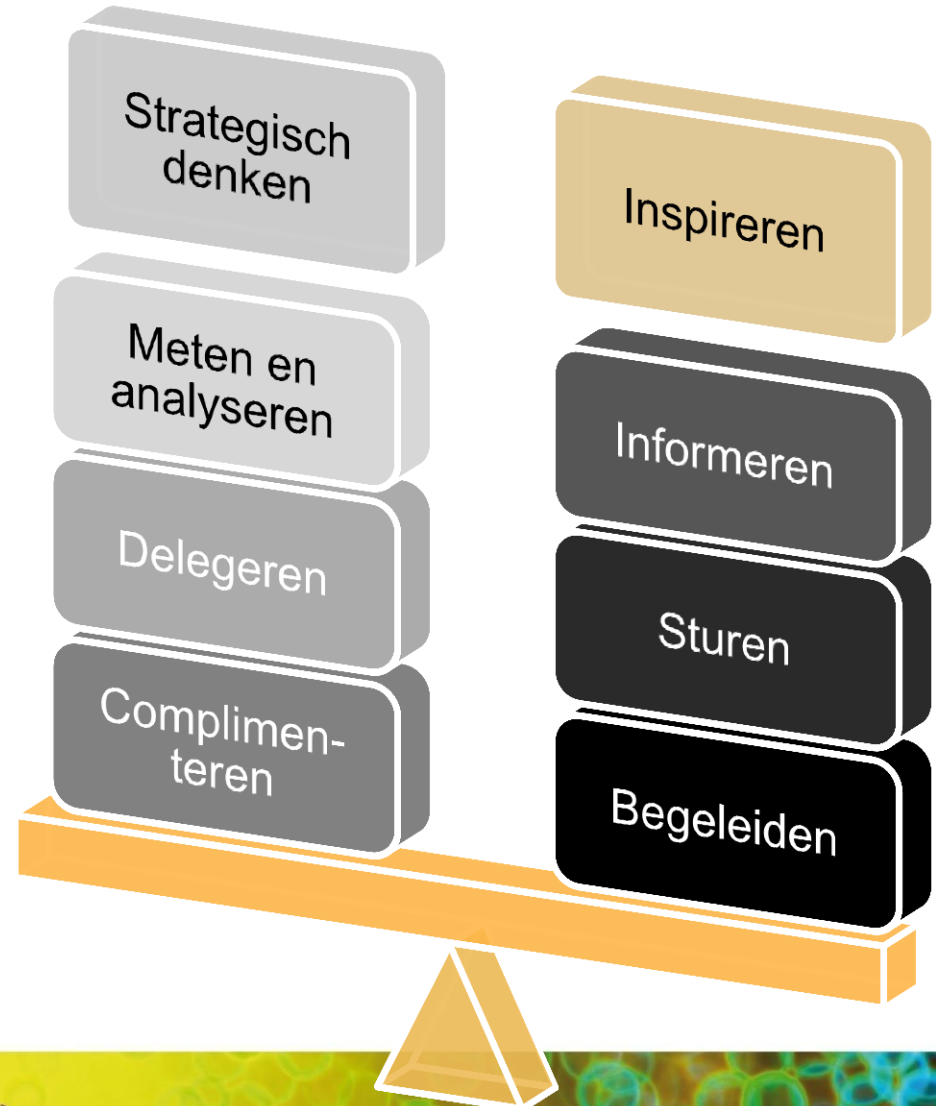 Strategisch
denken
Meten en
analyseren
Delegeren
Complimen-
teren
Inspireren
Informeren
Sturen
Begeleiden